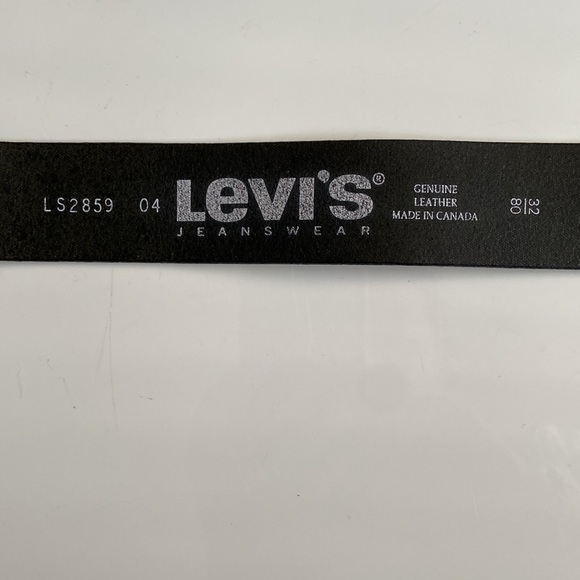 LS2859 04
Levi's®
JEANSWEAR
GENUINE
LEATHER
MADE IN CANADA
32
80